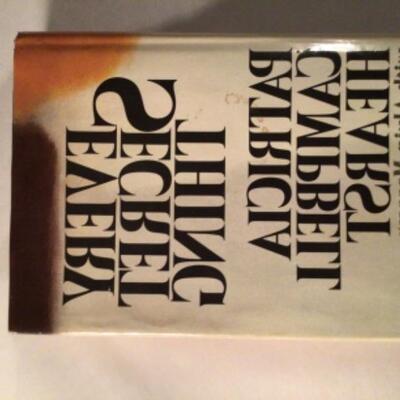 EVERY
SECRET
THING
PATRICIA
CAMPBELL
HEARST